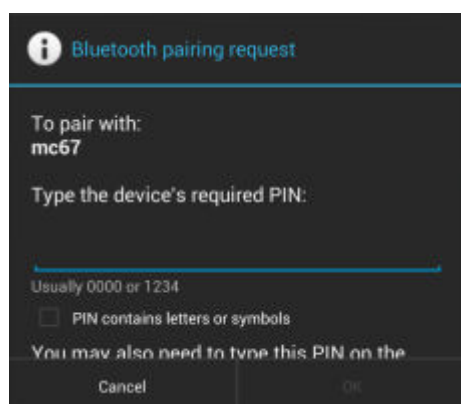 Bluetooth pairing request
To pair with:
mc67
Type the device's required PIN:
Usually 0000 or 1234
PIN contains letters or symbols
You may also need to type this PIN on the
Cancel
OK